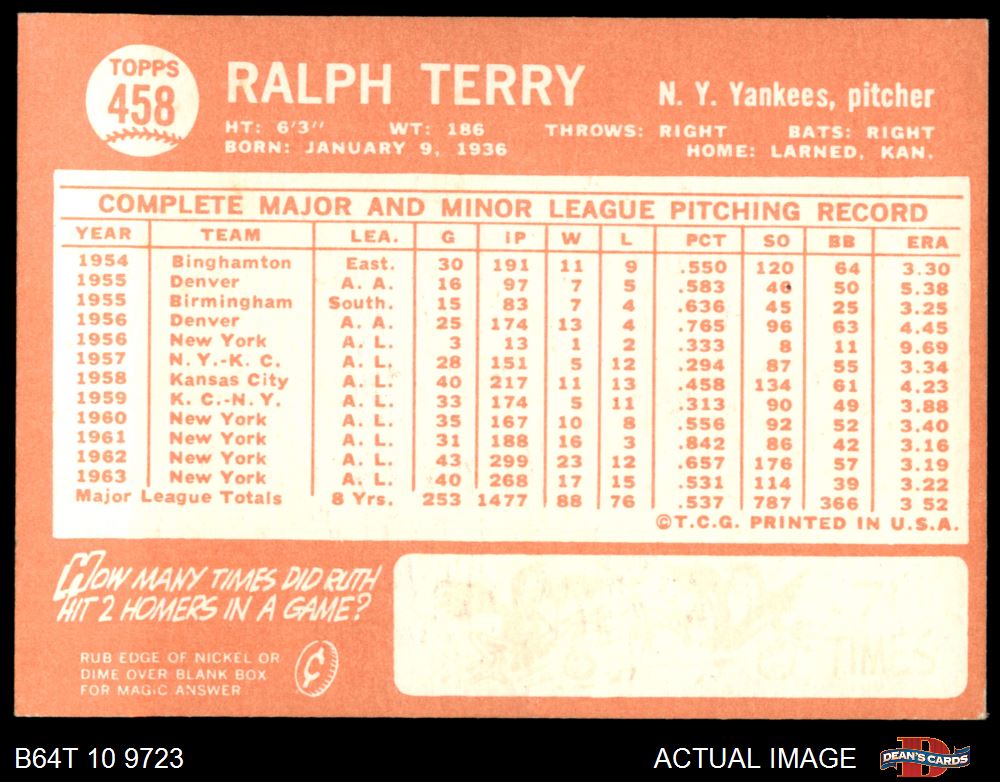 TOPPS
458
RALPH TERRY
N. Y. Yankees, pitcher
HT: 6'3" WT: 186 THROWS: RIGHT BATS: RIGHT
BORN: JANUARY 9, 1936 HOME: LARNED, KAN.
COMPLETE MAJOR AND MINOR LEAGUE PITCHING RECORD
YEAR TEAM LEA. G IP W L PCT SO BB ERA
1954 Binghamton East. 30 191 11 9 .550 120 64 3.30
1955 Denver A. A. 16 97 7 5 .583 50 5.38
1955 Birmingham South. 15 83 7 4 .636 45 25 3.25
1956 Denver A. A. 25 174 13 4 .765 96 63 4.45
1956 New York A. L. 3 13 1 2 .333 8 11 9.69
1957 N. Y.-K. C. A. L. 28 151 5 12 .294 87 55 3.34
1958 Kansas City A. L. 40 217 11 13 .458 134 61 4.23
1959 K. C.-N. Y. A. L. 33 174 5 11 .313 90 49 3.88
1960 New York A. L. 35 167 10 8 .556 92 52 3.40
1961 New York A. L. 31 188 16 3 .842 86 42 3.16
1962 New York A. L. 43 299 23 12 .657 176 57 3.19
1963 New York A. L. 40 268 17 15 .531 114 39 3.22
Major League Totals 8 Yrs. 253 1477 88 76 .537 787 366 3 52
©T.C.G. PRINTED IN U.S.A.
HOW MANY TIMES DID RUTH
HIT 2 HOMERS IN A GAME?
RUB EDGE OF NICKEL OR
DIME OVER BLANK BOX
FOR MAGIC ANSWER
¢
TIMES
B64T 10 9723
ACTUAL IMAGE
DEAN'S CARDS